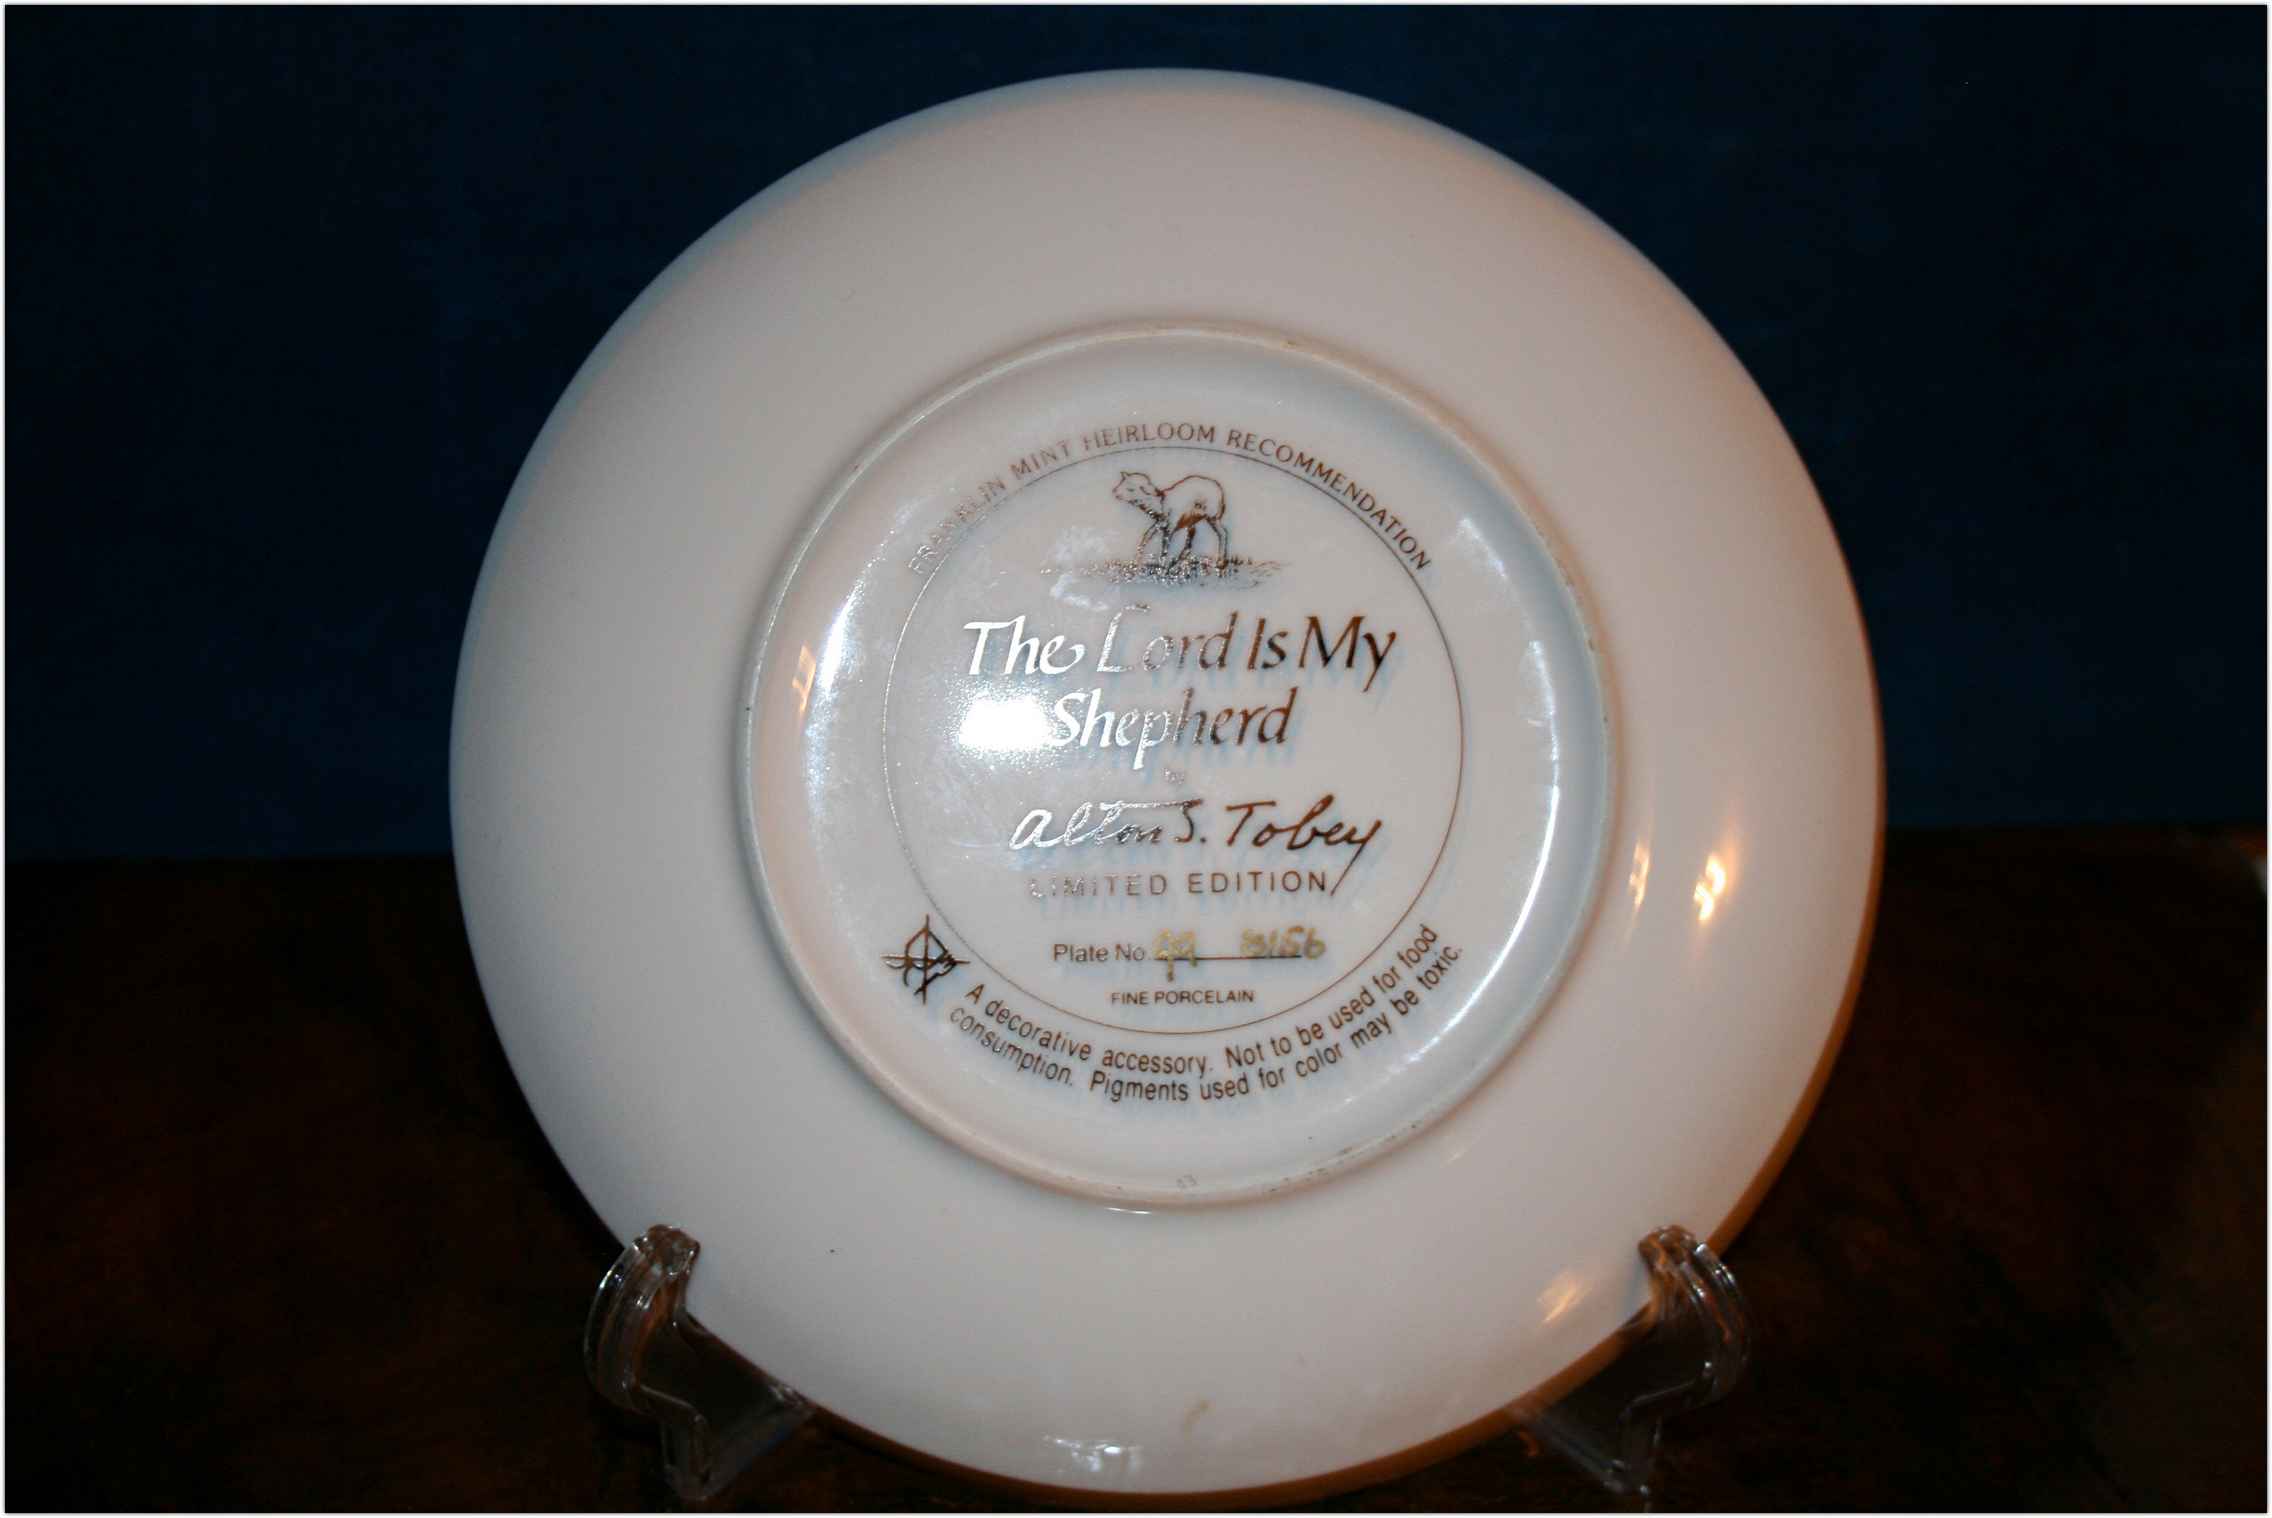 FRANKLIN MINT HEIRLOOM RECOMMENDATION
The Lord Is My
Shepherd
by
Alton S. Tobey
LIMITED EDITION
Plate No.
FINE PORCELAIN
A decorative accessory. Not to be used for food
consumption. Pigments used for color may be toxic.